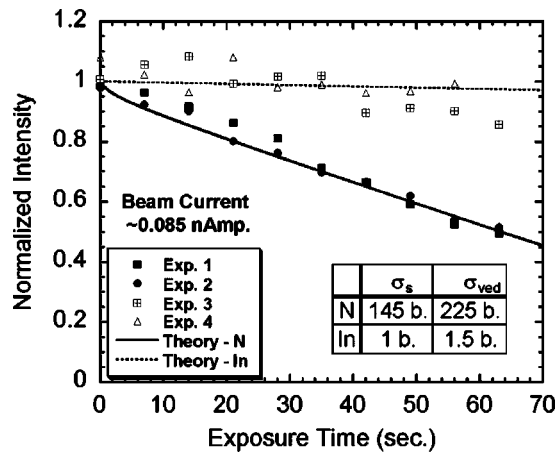 Normalized Intensity
1.2
1
0.8
0.6
0.4
0.2
0
Beam Current
~0.085 nAmp.
Exp. 1
Exp. 2
Exp. 3
Exp. 4
Theory - N
Theory - In
σs σved
N 145 b. 225 b.
In 1 b. 1.5 b.
0 10 20 30 40 50 60 70
Exposure Time (sec.)